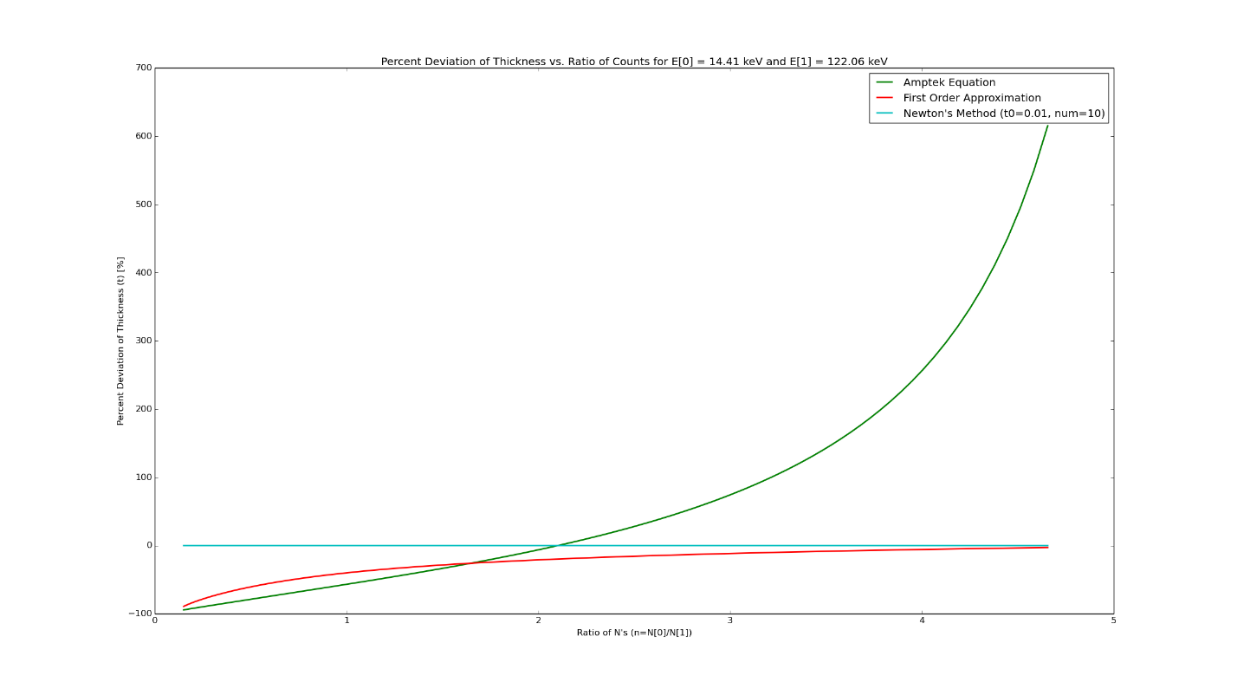 Percent Deviation of Thickness vs. Ratio of Counts for E[0] = 14.41 keV and E[1] = 122.06 keV
Amptek Equation
First Order Approximation
Newton's Method (t0=0.01, num=10)
Percent Deviation of Thickness (t) [%]
700
600
500
400
300
200
100
0
−100
0 1 2 3 4 5
Ratio of N's (n=N[0]/N[1])